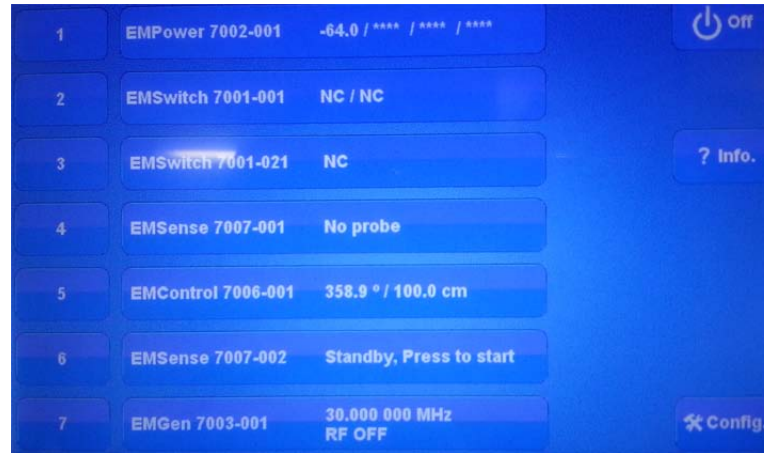 1 EMPower 7002-001 -64.0 / **** / **** / ****
Off
2 EMSwitch 7001-001 NC / NC
3 EMSwitch 7001-021 NC
? Info.
4 EMSense 7007-001 No probe
5 EMControl 7006-001 358.9 º / 100.0 cm
6 EMSense 7007-002 Standby, Press to start
7 EMGen 7003-001 30.000 000 MHz
RF OFF
Config.